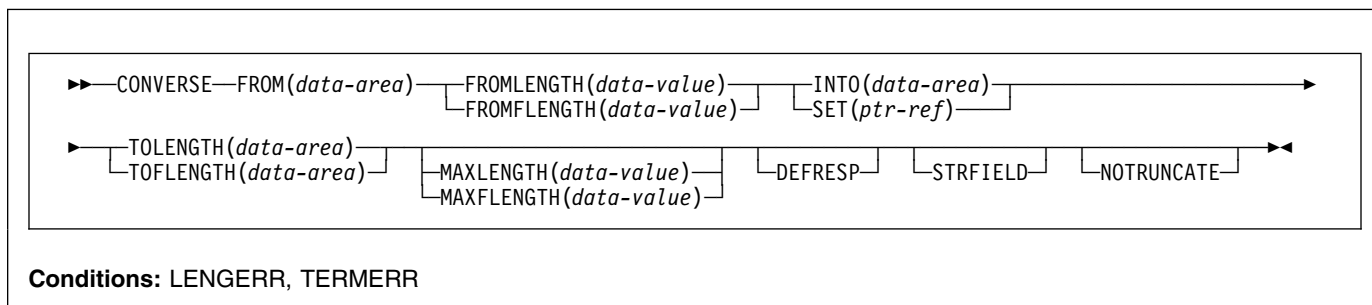 CONVERSE FROM(data-area) FROMLENGTH(data-value) INTO(data-area)
FROMFLENGTH(data-value) SET(ptr-ref)
TOLENGTH(data-area)
TOFLENGTH(data-area) MAXLENGTH(data-value) DEFRESP STRFIELD NOTRUNCATE
MAXFLENGTH(data-value)
Conditions: LENGERR, TERMERR